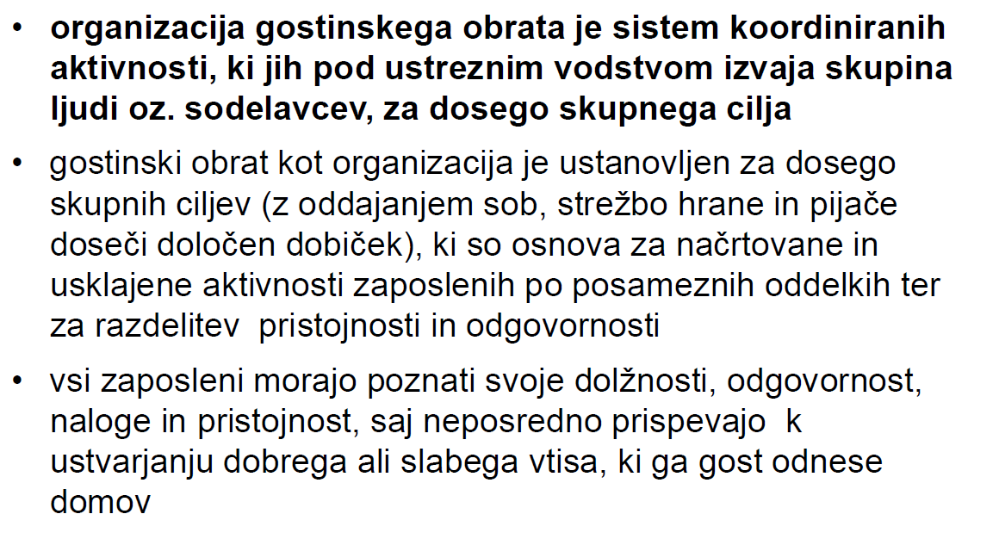 • organizacija gostinskega obrata je sistem koordiniranih
aktivnosti, ki jih pod ustreznim vodstvom izvaja skupina
ljudi oz. sodelavcev, za dosego skupnega cilja
• gostinski obrat kot organizacija je ustanovljen za dosego
skupnih ciljev (z oddajanjem sob, strežbo hrane in pijače
doseči določen dobiček), ki so osnova za načrtovane in
usklajene aktivnosti zaposlenih po posameznih oddelkih ter
za razdelitev  pristojnosti in odgovornosti
• vsi zaposleni morajo poznati svoje dolžnosti, odgovornost,
naloge in pristojnost, saj neposredno prispevajo  k
ustvarjanju dobrega ali slabega vtisa, ki ga gost odnese
domov